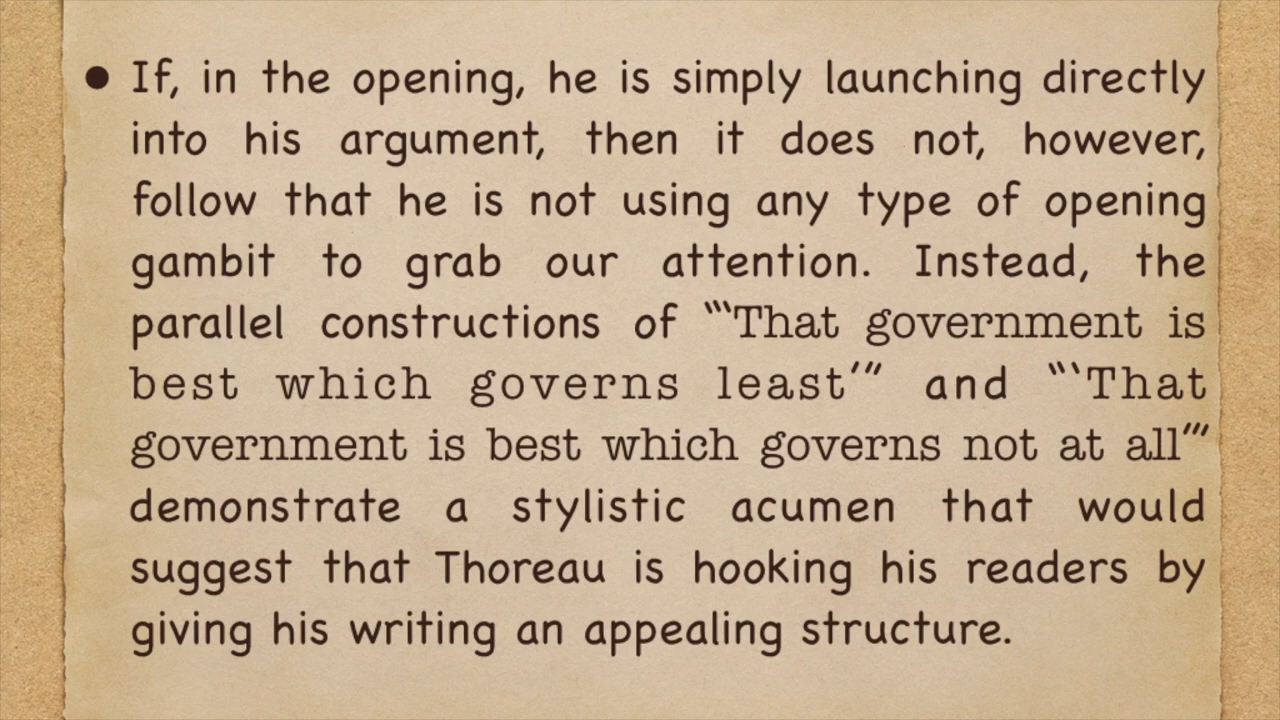 • If, in the opening, he is simply launching directly
into his argument, then it does not, however,
follow that he is not using any type of opening
gambit to grab our attention. Instead, the
parallel constructions of “‘That government is
best which governs least’” and “‘That
government is best which governs not at all’”
demonstrate a stylistic acumen that would
suggest that Thoreau is hooking his readers by
giving his writing an appealing structure.